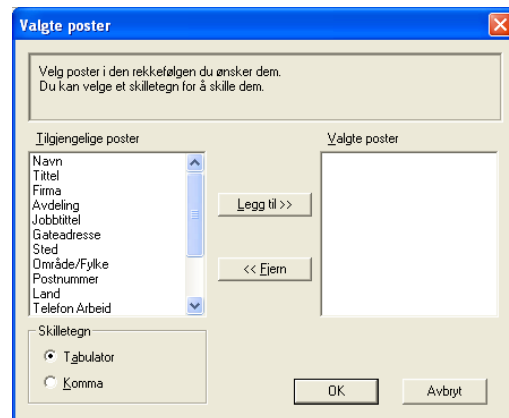 Valgte poster
Velg poster i den rekkefølgen du ønsker dem.
Du kan velge et skilletegn for å skille dem.
Tilgjengelige poster
Navn
Tittel
Firma
Avdeling
Jobbtittel
Gateadresse
Sted
Område/Fylke
Postnummer
Land
Telefon Arbeid
Legg til >>
<< Fjern
Valgte poster
Skilletegn
Tabulator
Komma
OK
Avbryt